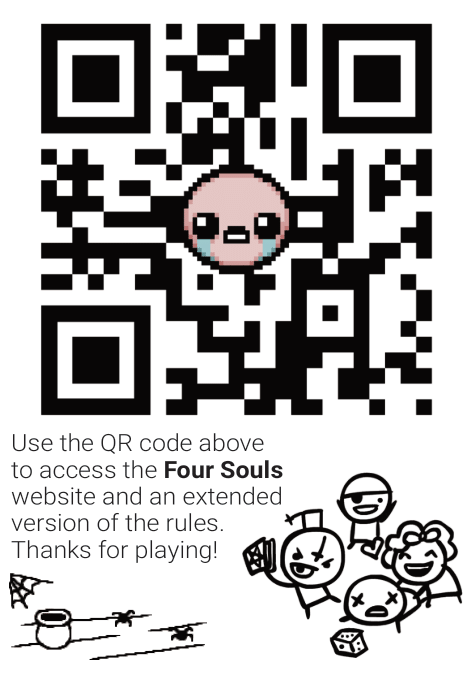 Use the QR code above
to access the Four Souls
website and an extended
version of the rules.
Thanks for playing!